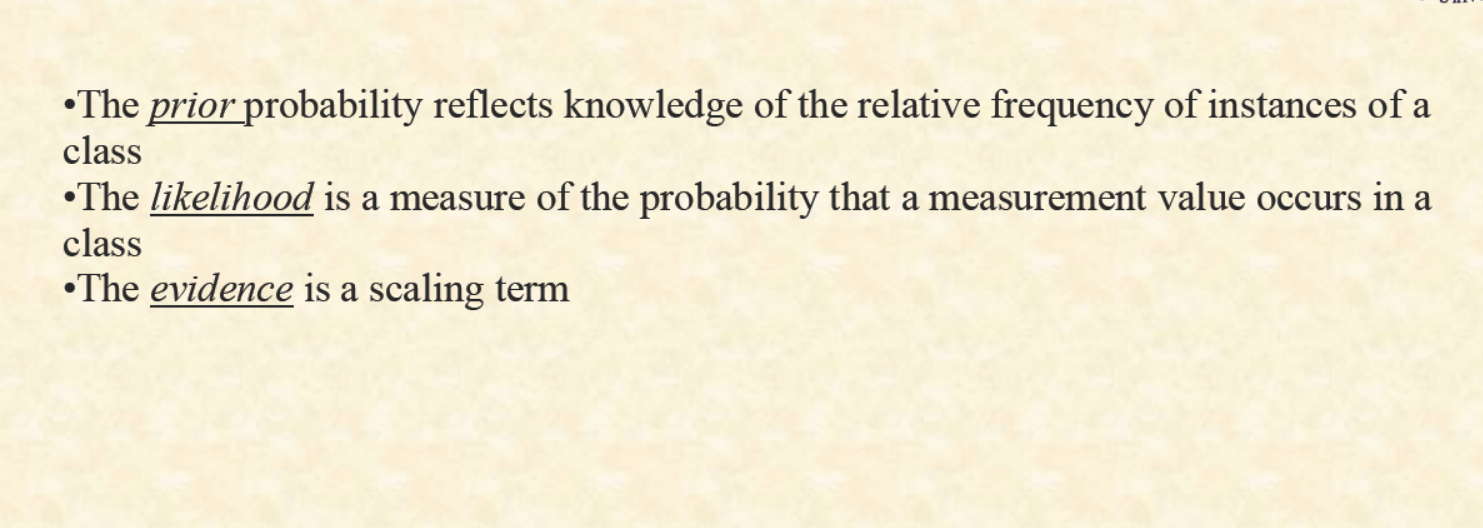 •The prior probability reflects knowledge of the relative frequency of instances of a
class
•The likelihood is a measure of the probability that a measurement value occurs in a
class
•The evidence is a scaling term